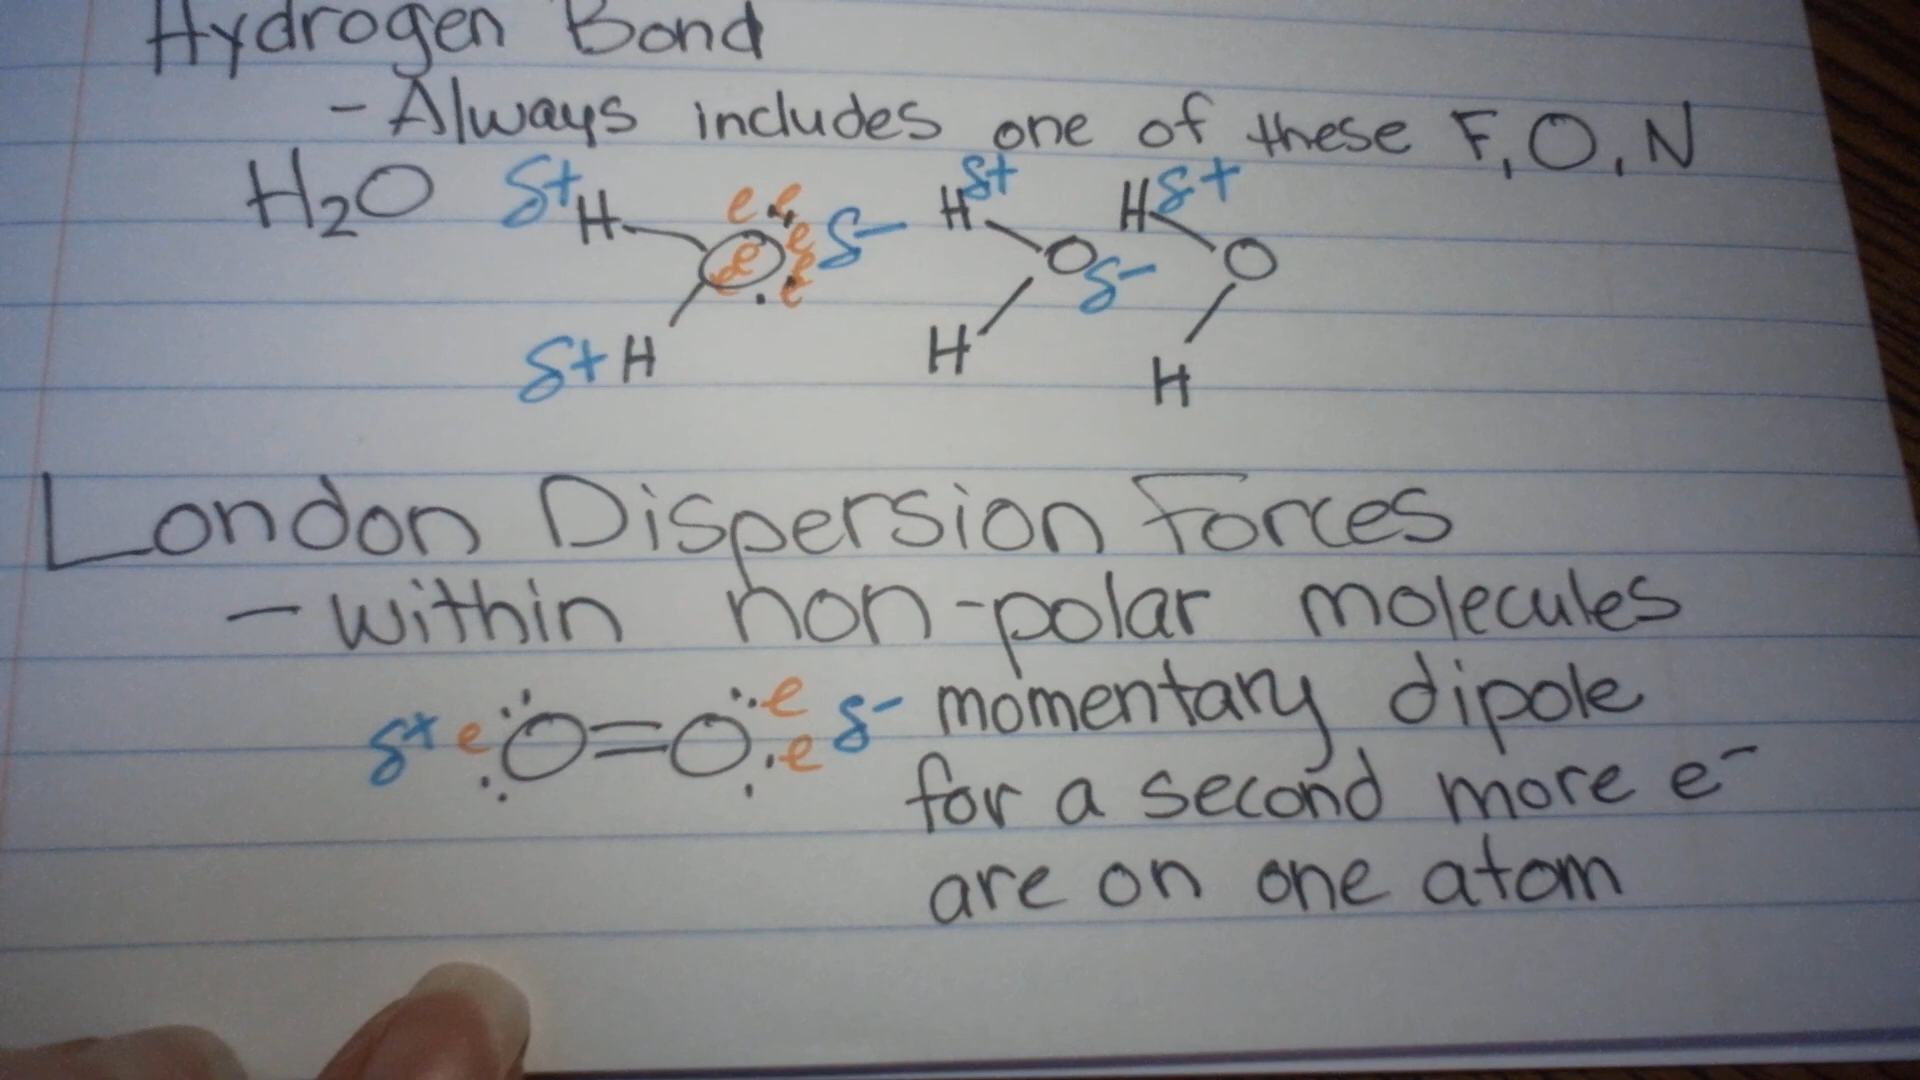 Hydrogen Bond
- Always includes one of these F, O, N
H₂O δ+ H e e e e e δ- H δ+ H δ+
O δ- O
δ+ H H H
London Dispersion Forces
- within non-polar molecules
δ+ e O=O e e δ- momentary dipole
for a second more e⁻
are on one atom